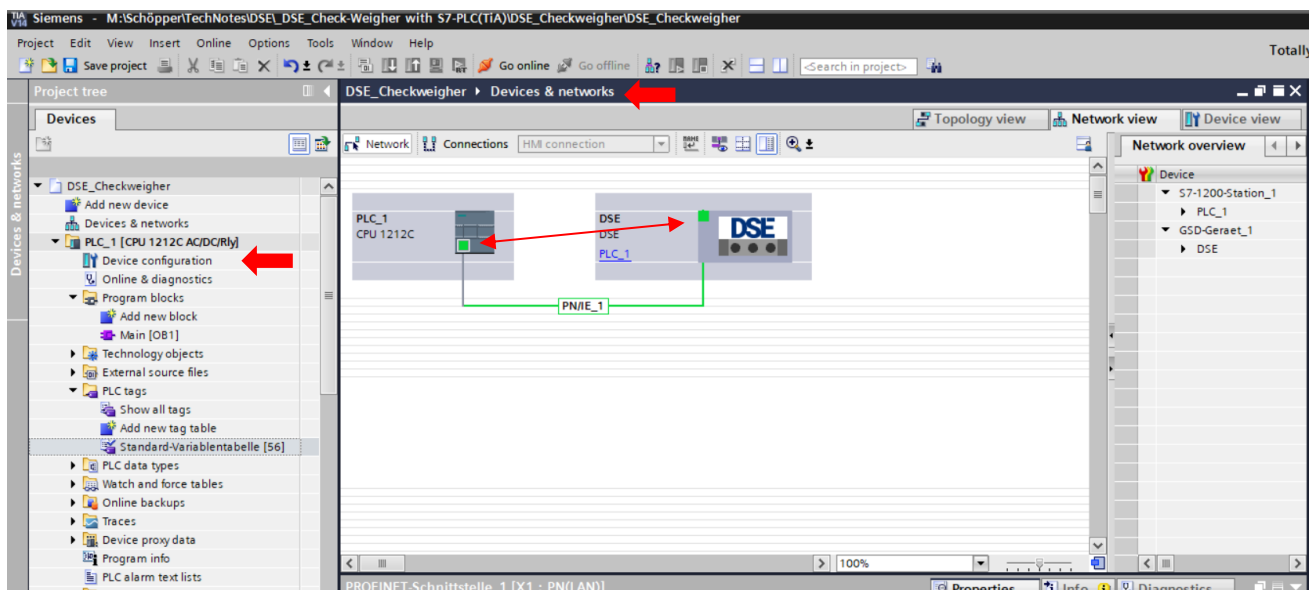 TIA V14 Siemens - M:\Schöpper\TechNotes\DSE\_DSE_Check-Weigher with S7-PLC(TiA)\DSE_Checkweigher\DSE_Checkweigher
Project Edit View Insert Online Options Tools Window Help
Totally
Save project Go online Go offline <Search in project>
Project tree
DSE_Checkweigher ▸ Devices & networks
Devices
Topology view Network view Device view
Network Connections HMI connection
Network overview
Devices & networks
Device
DSE_Checkweigher
Add new device
Devices & networks
PLC_1 [CPU 1212C AC/DC/Rly]
Device configuration
Online & diagnostics
Program blocks
Add new block
Main [OB1]
Technology objects
External source files
PLC tags
Show all tags
Add new tag table
Standard-Variablentabelle [56]
PLC data types
Watch and force tables
Online backups
Traces
Device proxy data
Program info
PLC alarm text lists
PLC_1
CPU 1212C
DSE
DSE
PLC_1
DSE
PN/IE_1
S7-1200-Station_1
PLC_1
GSD-Geraet_1
DSE
100%
PROFINET-Schnittstelle_1 [X1 : PN(LAN)]
Properties Info Diagnostics